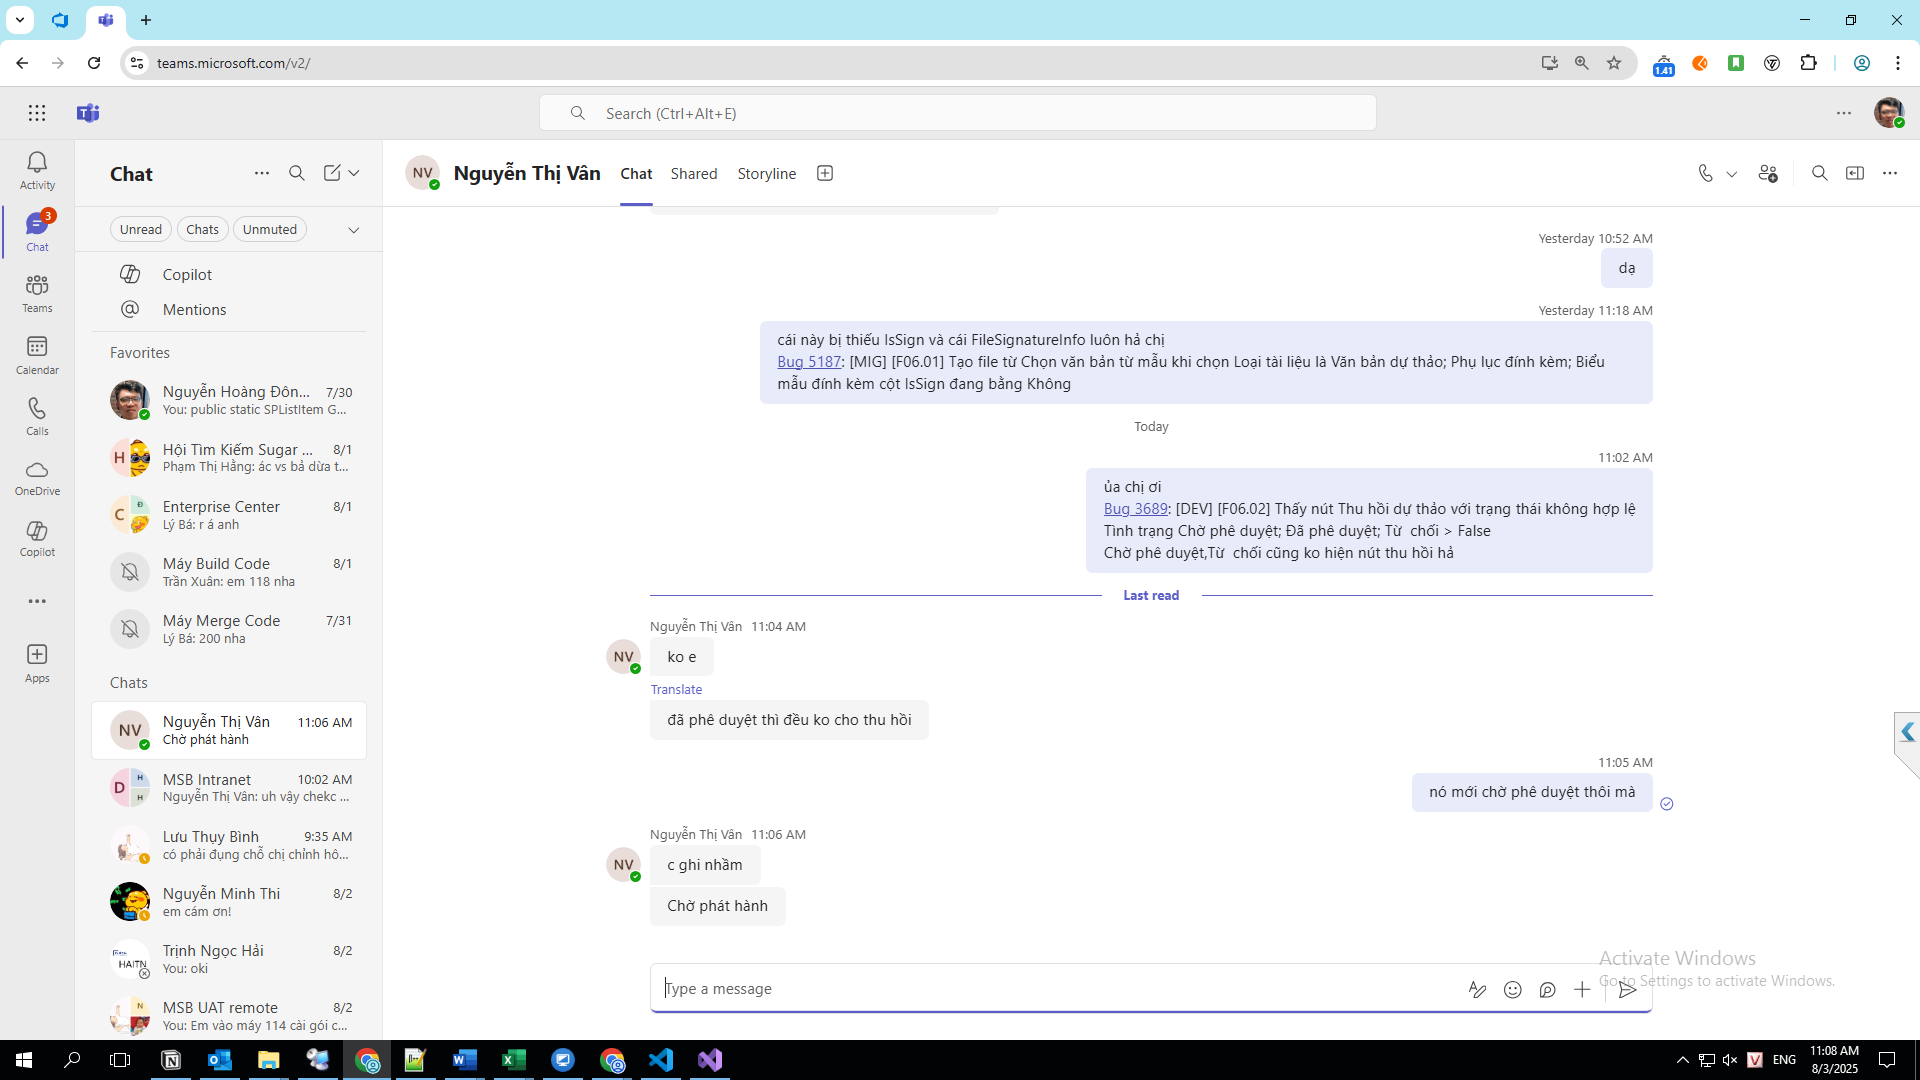 teams.microsoft.com/v2/
1.41
Search (Ctrl+Alt+E)
Activity
3
Chat
Teams
Calendar
Calls
OneDrive
Copilot
Apps
Chat
Unread
Chats
Unmuted
Copilot
Mentions
Favorites
Nguyễn Hoàng Đôn... 7/30
You: public static SPListItem G...
H
Hội Tìm Kiếm Sugar ... 8/1
Phạm Thị Hằng: ác vs bả dừa t...
C Đ
Enterprise Center 8/1
Lý Bá: r á anh
Máy Build Code 8/1
Trần Xuân: em 118 nha
Máy Merge Code 7/31
Lý Bá: 200 nha
Chats
NV
Nguyễn Thị Vân 11:06 AM
Chờ phát hành
D H H
MSB Intranet 10:02 AM
Nguyễn Thị Vân: uh vậy chekc ...
Lưu Thụy Bình 9:35 AM
có phải đụng chỗ chị chỉnh hô...
Nguyễn Minh Thi 8/2
em cám ơn!
HAITN
Trịnh Ngọc Hải 8/2
You: oki
N
MSB UAT remote 8/2
You: Em vào máy 114 cài gói c...
NV
Nguyễn Thị Vân
Chat
Shared
Storyline
Yesterday 10:52 AM
dạ
Yesterday 11:18 AM
cái này bị thiếu IsSign và cái FileSignatureInfo luôn hả chị
Bug 5187: [MIG] [F06.01] Tạo file từ Chọn văn bản từ mẫu khi chọn Loại tài liệu là Văn bản dự thảo; Phụ lục đính kèm; Biểu
mẫu đính kèm cột IsSign đang bằng Không
Today
11:02 AM
ủa chị ơi
Bug 3689: [DEV] [F06.02] Thấy nút Thu hồi dự thảo với trạng thái không hợp lệ
Tình trạng Chờ phê duyệt; Đã phê duyệt; Từ  chối > False
Chờ phê duyệt,Từ  chối cũng ko hiện nút thu hồi hả
Last read
Nguyễn Thị Vân 11:04 AM
NV
ko e
Translate
đã phê duyệt thì đều ko cho thu hồi
11:05 AM
nó mới chờ phê duyệt thôi mà
Nguyễn Thị Vân 11:06 AM
NV
c ghi nhầm
Chờ phát hành
Type a message
Activate Windows
Go to Settings to activate Windows.
ENG
11:08 AM
8/3/2025